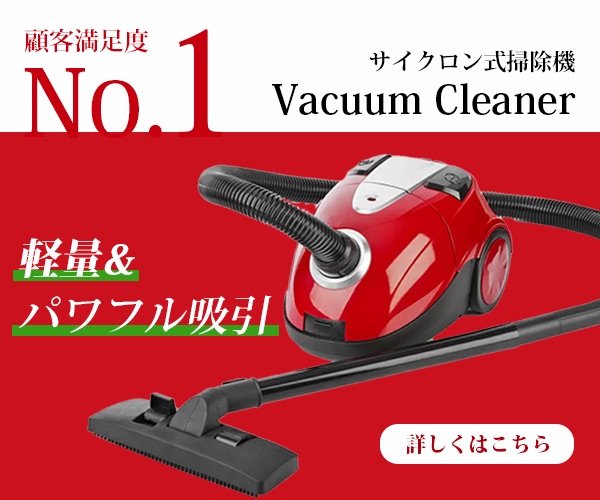 顧客満足度
No.1
サイクロン式掃除機
Vacuum Cleaner
軽量&
パワフル吸引
詳しくはこちら